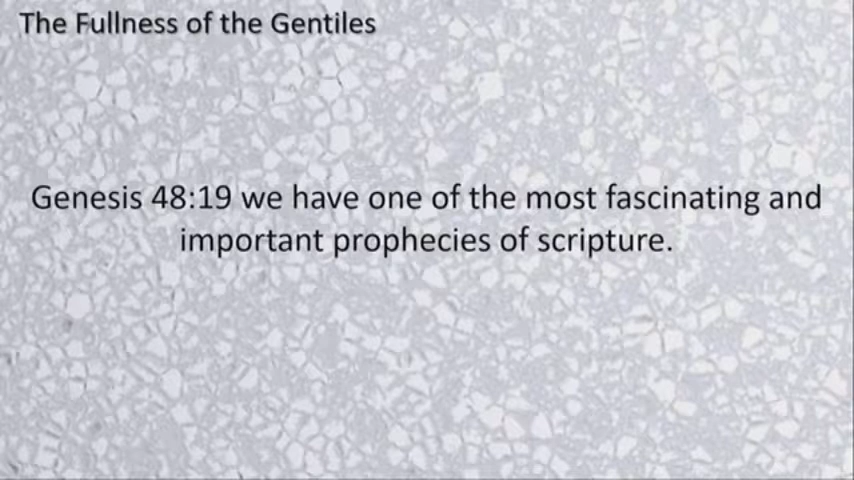 The Fullness of the Gentiles
Genesis 48:19 we have one of the most fascinating and
important prophecies of scripture.